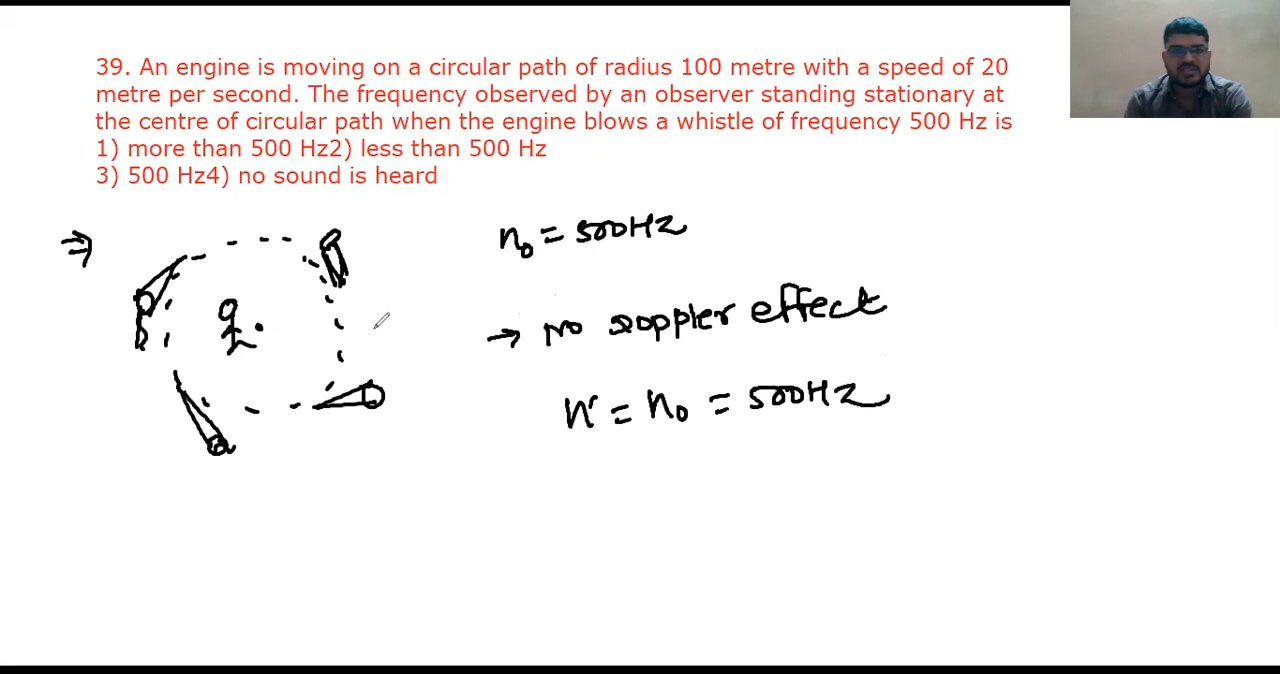 39. An engine is moving on a circular path of radius 100 metre with a speed of 20
metre per second. The frequency observed by an observer standing stationary at
the centre of circular path when the engine blows a whistle of frequency 500 Hz is
1) more than 500 Hz2) less than 500 Hz
3) 500 Hz4) no sound is heard
⇒
n₀ = 500Hz
→ No Doppler effect
n' = n₀ = 500Hz